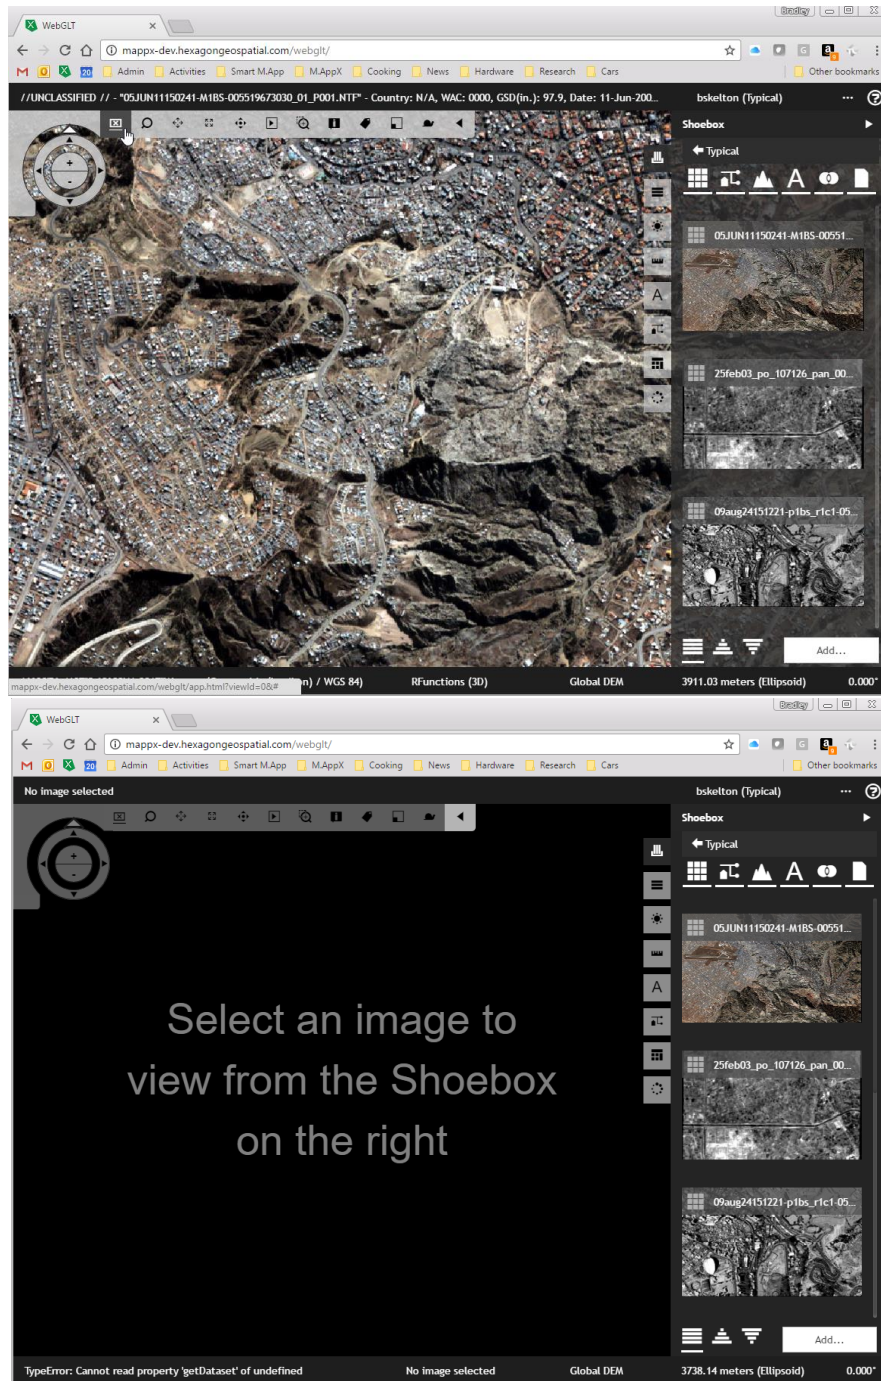 Bradley
WebGLT
mappx-dev.hexagongeospatial.com/webglt/
Admin Activities Smart M.App M.AppX Cooking News Hardware Research Cars Other bookmarks
//UNCLASSIFIED // - "05JUN11150241-M1BS-005519673030_01_P001.NTF" - Country: N/A, WAC: 0000, GSD(in.): 97.9, Date: 11-Jun-200... bskelton (Typical) ...
Shoebox
Typical
A
05JUN11150241-M1BS-00551...
25feb03_po_107126_pan_00...
A
09aug24151221-p1bs_r1c1-05...
Add...
) / WGS 84) RFunctions (3D) Global DEM 3911.03 meters (Ellipsoid) 0.000°
mappx-dev.hexagongeospatial.com/webglt/app.html?viewId=0&#
Bradley
WebGLT
mappx-dev.hexagongeospatial.com/webglt/
Admin Activities Smart M.App M.AppX Cooking News Hardware Research Cars Other bookmarks
No image selected bskelton (Typical) ...
Shoebox
Typical
A
05JUN11150241-M1BS-00551...
A
Select an image to
view from the Shoebox
on the right
25feb03_po_107126_pan_00...
09aug24151221-p1bs_r1c1-05...
Add...
TypeError: Cannot read property 'getDataset' of undefined No image selected Global DEM 3738.14 meters (Ellipsoid) 0.000°